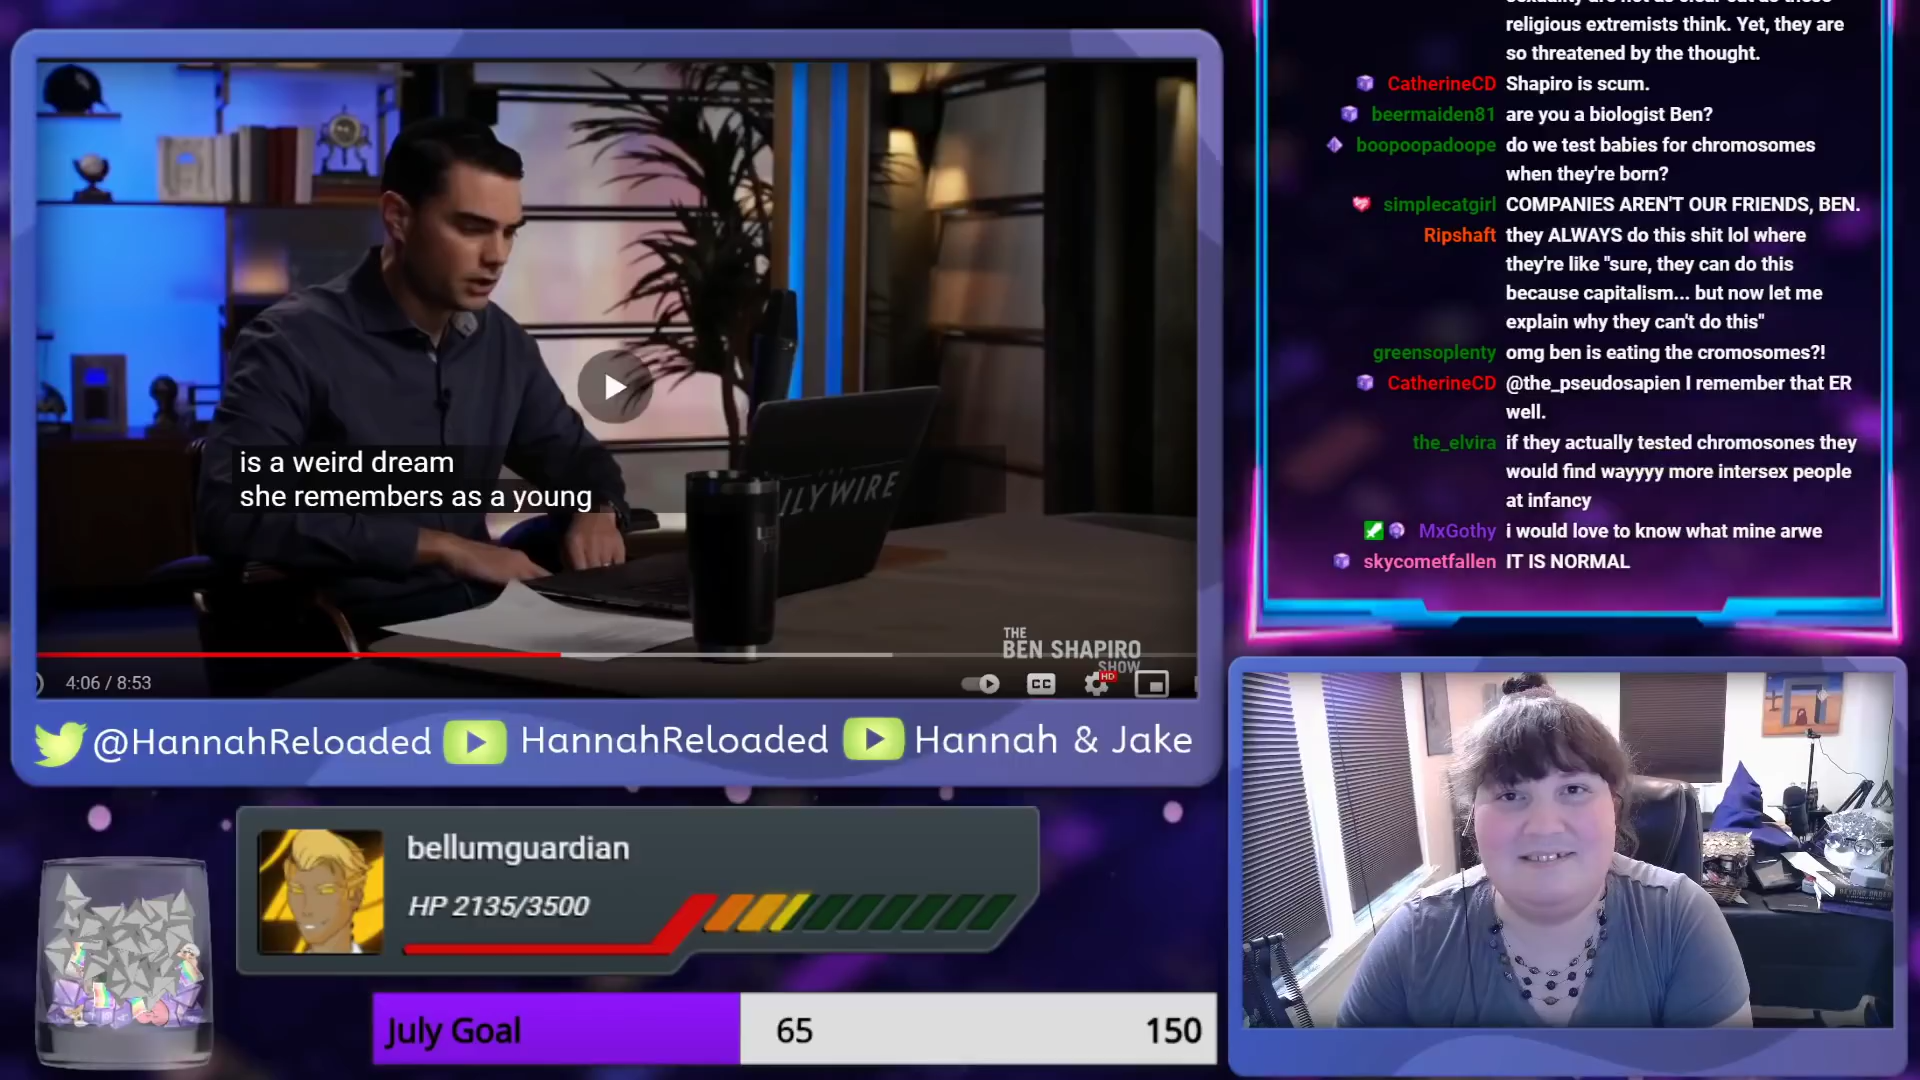 is a weird dream
she remembers as a young
THE
BEN SHAPIRO
SHOW
4:06 / 8:53
CC
HD
@HannahReloaded HannahReloaded Hannah & Jake
bellumguardian
HP 2135/3500
July Goal 65 150
religious extremists think. Yet, they are
so threatened by the thought.
CatherineCD Shapiro is scum.
beermaiden81 are you a biologist Ben?
boopoopadoope do we test babies for chromosomes
when they're born?
simplecatgirl COMPANIES AREN'T OUR FRIENDS, BEN.
Ripshaft they ALWAYS do this shit lol where
they're like "sure, they can do this
because capitalism... but now let me
explain why they can't do this"
greensoplenty omg ben is eating the cromosomes?!
CatherineCD @the_pseudosapien I remember that ER
well.
the_elvira if they actually tested chromosones they
would find wayyyy more intersex people
at infancy
MxGothy i would love to know what mine arwe
skycometfallen IT IS NORMAL